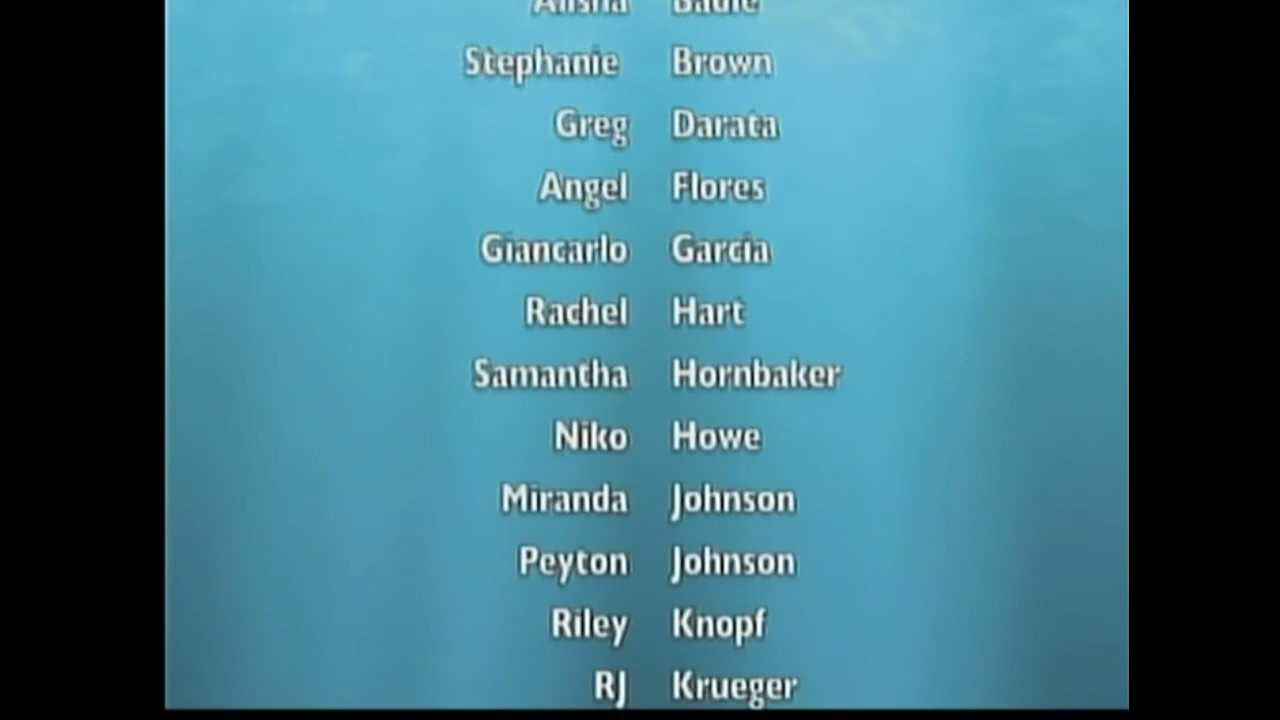 Stephanie Brown
Greg Darata
Angel Flores
Giancarlo Garcia
Rachel Hart
Samantha Hornbaker
Niko Howe
Miranda Johnson
Peyton Johnson
Riley Knopf
RJ Krueger